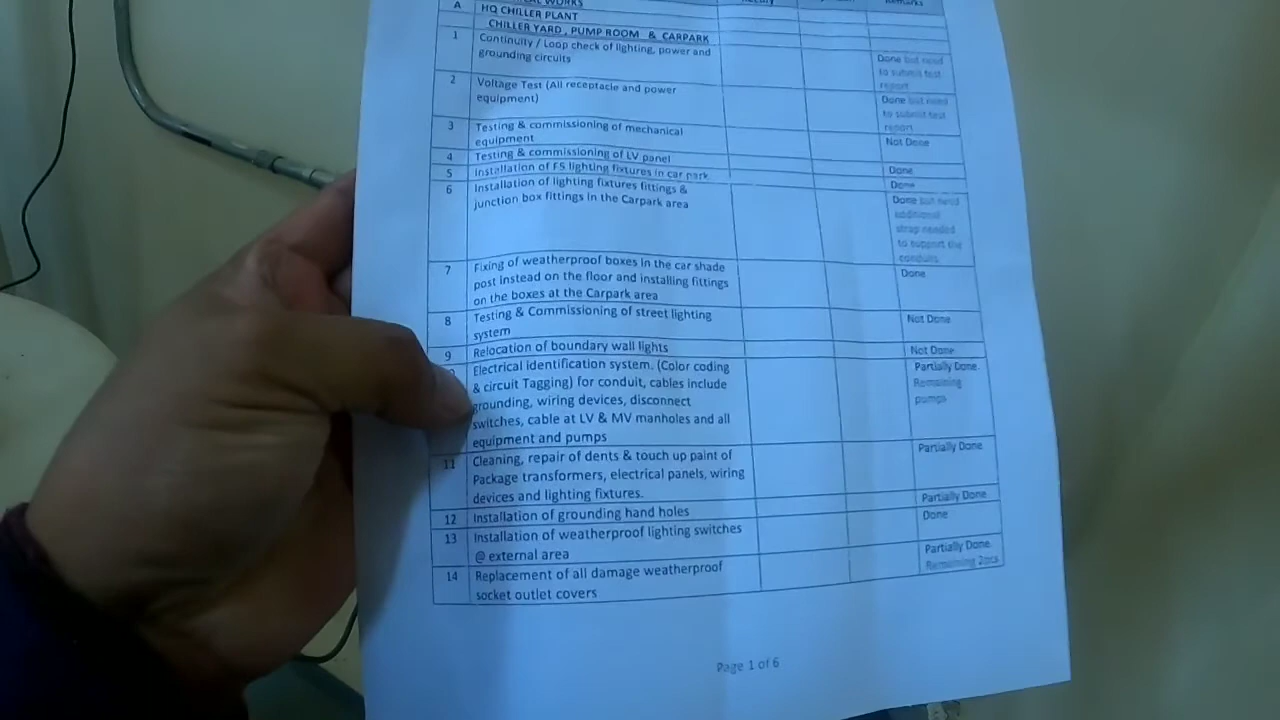 WORKS
Remarks
A HQ CHILLER PLANT
CHILLER YARD, PUMP ROOM & CARPARK
1 Continuity / Loop check of lighting, power and
grounding circuits
Done but need
to submit test
report
2 Voltage Test (All receptacle and power
equipment)
Done but need
to submit test
report
3 Testing & commissioning of mechanical
equipment
Not Done
4 Testing & commissioning of LV panel
Done
5 Installation of FS lighting fixtures in car park
Done
6 Installation of lighting fixtures fittings &
junction box fittings in the Carpark area
Done but need
additional
strap needed
to support the
conduits
7 Fixing of weatherproof boxes in the car shade
post instead on the floor and installing fittings
on the boxes at the Carpark area
Done
8 Testing & Commissioning of street lighting
system
Not Done
9 Relocation of boundary wall lights
Not Done
Electrical identification system. (Color coding
& circuit Tagging) for conduit, cables include
grounding, wiring devices, disconnect
switches, cable at LV & MV manholes and all
equipment and pumps
Partially Done.
Remaining
pumps
11 Cleaning, repair of dents & touch up paint of
Package transformers, electrical panels, wiring
devices and lighting fixtures.
Partially Done
12 Installation of grounding hand holes
Partially Done
13 Installation of weatherproof lighting switches
@ external area
Done
14 Replacement of all damage weatherproof
socket outlet covers
Partially Done.
Remaining 2pcs
Page 1 of 6